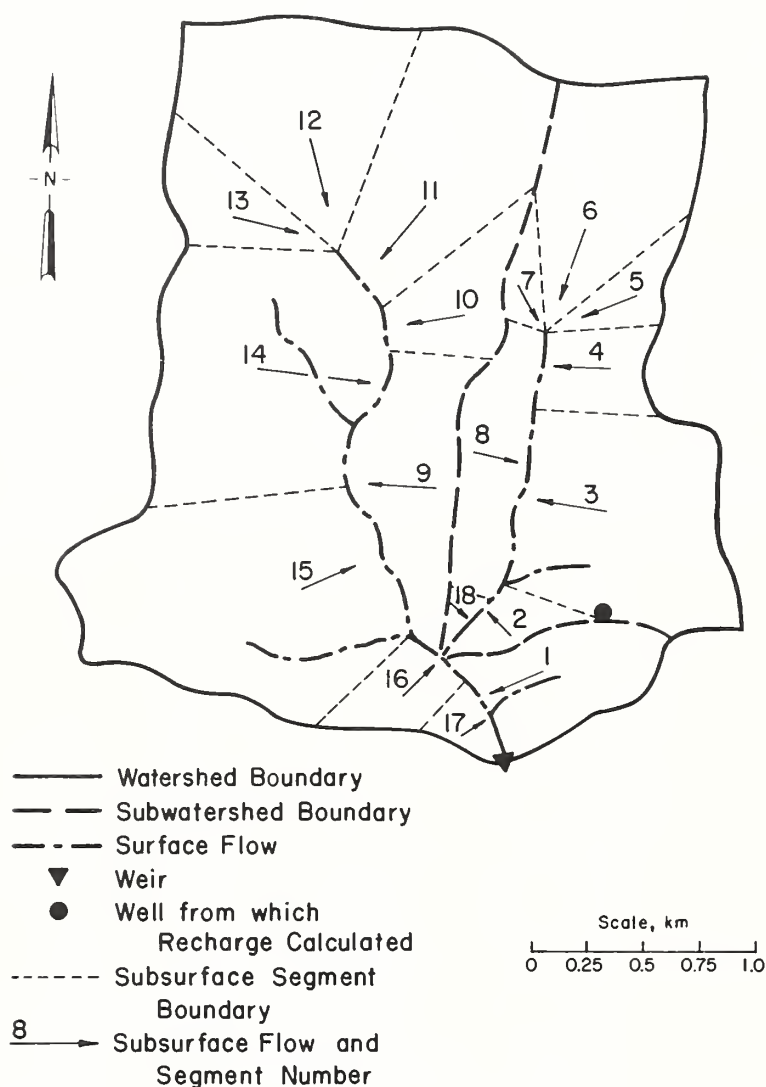 12
13
11
N
6
7
5
10
4
14
8
9
3
15
18
2
16
1
17
Watershed Boundary
Subwatershed Boundary
Surface Flow
Weir
Well from which
Recharge Calculated
Subsurface Segment
Boundary
8
Subsurface Flow and
Segment Number
Scale, km
0 0.25 0.5 0.75 1.0